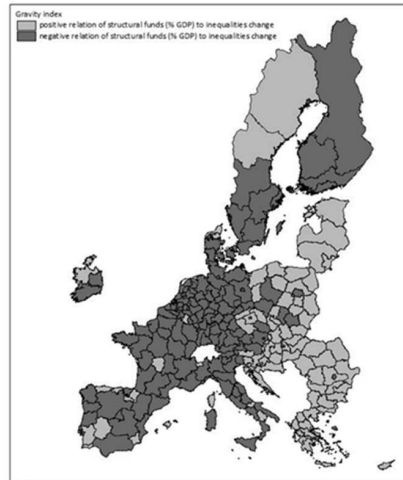 Gravity index
positive relation of structural funds (% GDP) to inequalities change
negative relation of structural funds (% GDP) to inequalities change